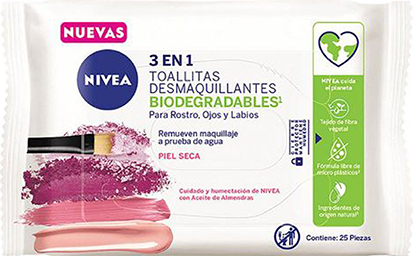 NUEVAS
NIVEA
3 EN 1
TOALLITAS
DESMAQUILLANTES
BIODEGRADABLES¹
Para Rostro, Ojos y Labios
Remueven maquillaje
a prueba de agua
PIEL SECA
Cuidado y humectación de NIVEA
con Aceite de Almendras
NIVEA cuida
el planeta
Tejido de fibra
vegetal
Fórmula libre de
micro plásticos²
Ingredientes de
origen natural³
Contiene: 25 Piezas